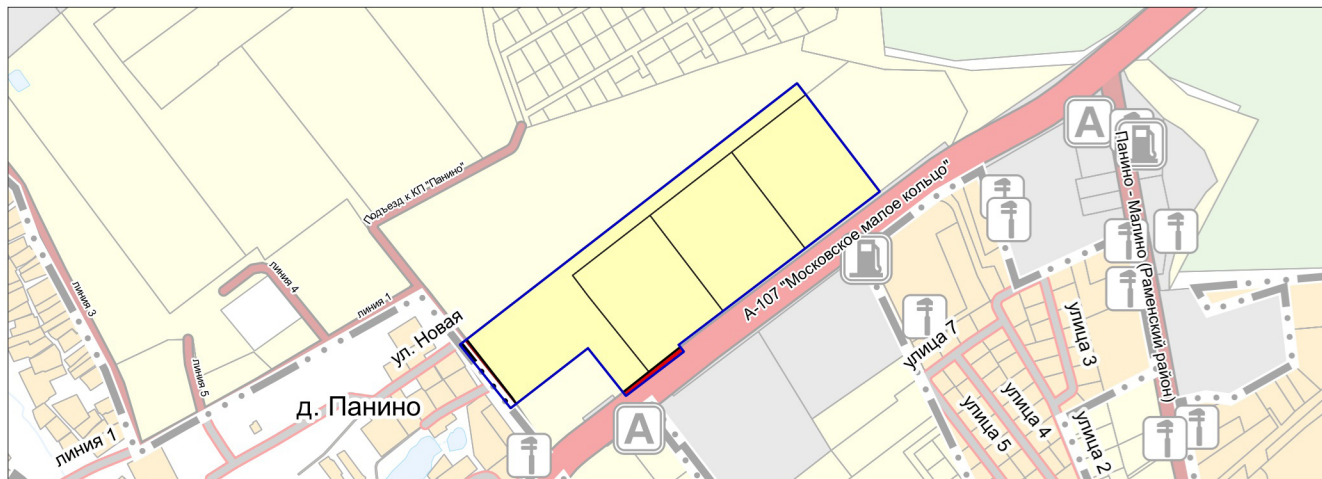 Подъезд к КП "Панино"
А-107 "Московское малое кольцо"
А
Панино - Малино (Раменский район)
линия 3
линия 4
линия 1
ул. Новая
линия 5
д. Панино
линия 1
А
улица 7
улица 3
улица 4
улица 5
улица 2